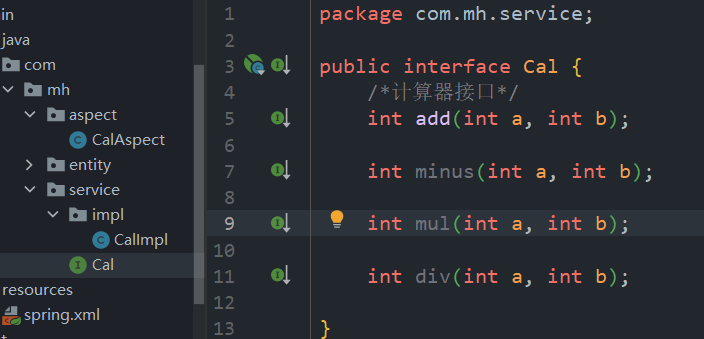 in
java
com
mh
aspect
CalAspect
entity
service
impl
CalImpl
Cal
resources
spring.xml
1 package com.mh.service;
2
3 public interface Cal {
4 /*计算器接口*/
5 int add(int a, int b);
6
7 int minus(int a, int b);
8
9 int mul(int a, int b);
10
11 int div(int a, int b);
12
13 }